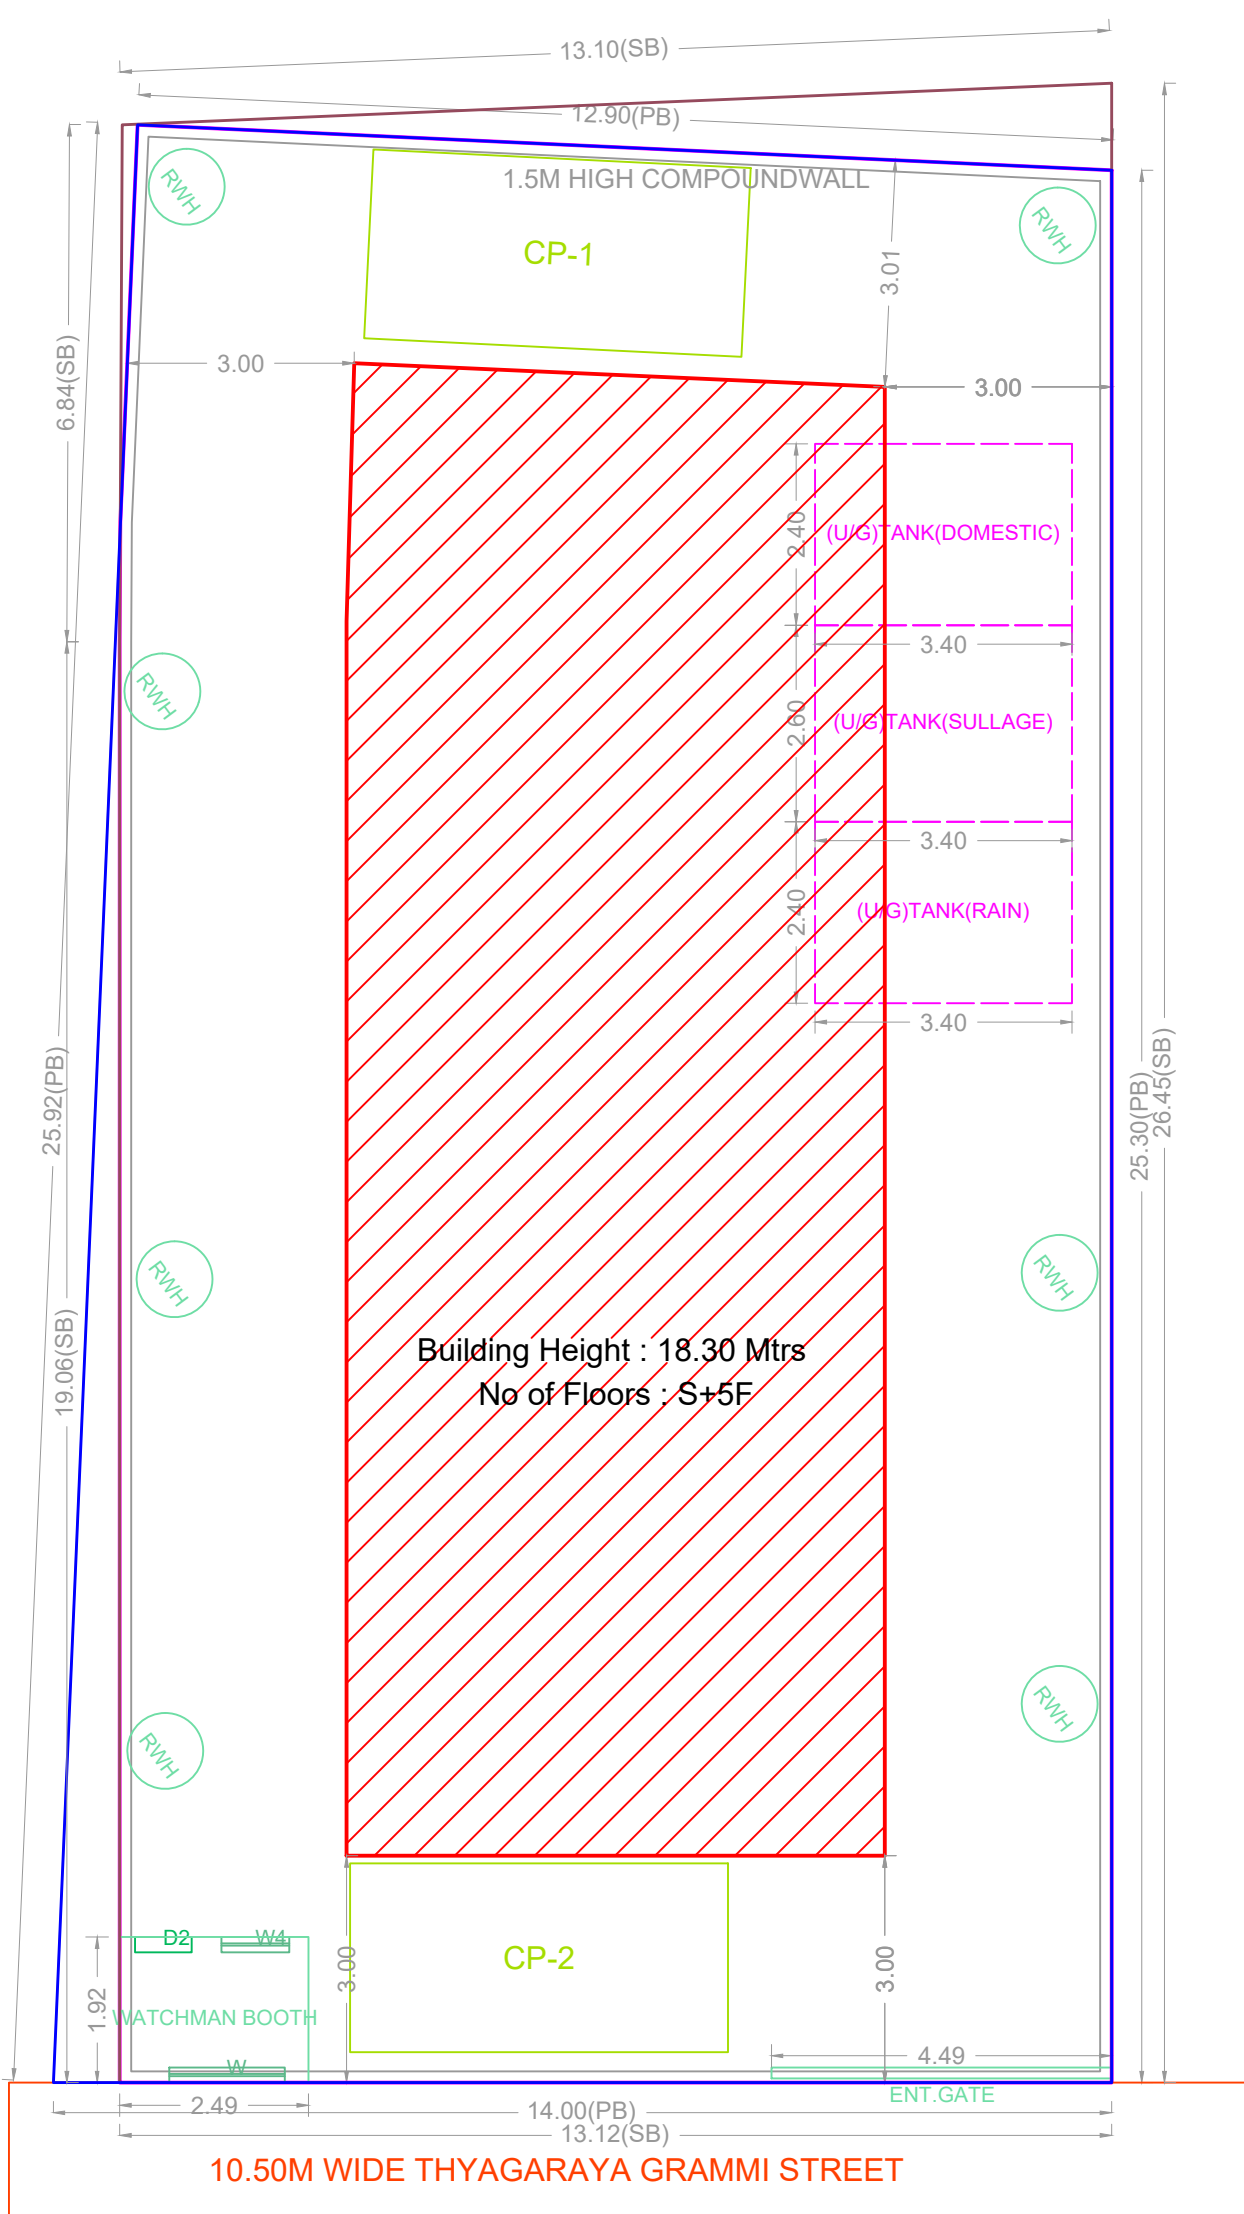 13.10(SB)
12.90(PB)
1.5M HIGH COMPOUNDWALL
RWH
RWH
CP-1
3.01
3.00
3.00
6.84(SB)
2.40
(U/G)TANK(DOMESTIC)
3.40
RWH
2.60
(U/G)TANK(SULLAGE)
3.40
2.40
(U/G)TANK(RAIN)
3.40
25.92(PB)
25.30(PB)
26.45(SB)
RWH
RWH
19.06(SB)
Building Height : 18.30 Mtrs
No of Floors : S+5F
RWH
RWH
D2
W4
CP-2
3.00
3.00
1.92
WATCHMAN BOOTH
W
4.49
ENT.GATE
2.49
14.00(PB)
13.12(SB)
10.50M WIDE THYAGARAYA GRAMMI STREET